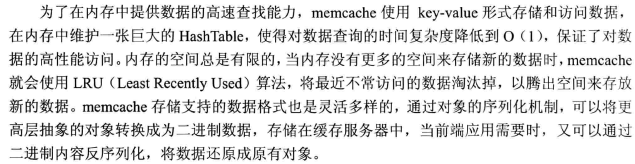 为了在内存中提供数据的高速查找能力，memcache 使用 key-value 形式存储和访问数据，
在内存中维护一张巨大的 HashTable，使得对数据查询的时间复杂度降低到 O（1），保证了对数
据的高性能访问。内存的空间总是有限的，当内存没有更多的空间来存储新的数据时，memcache
就会使用 LRU（Least Recently Used）算法，将最近不常访问的数据淘汰掉，以腾出空间来存放
新的数据。memcache 存储支持的数据格式也是灵活多样的，通过对象的序列化机制，可以将更
高层抽象的对象转换成为二进制数据，存储在缓存服务器中，当前端应用需要时，又可以通过
二进制内容反序列化，将数据还原成原有对象。